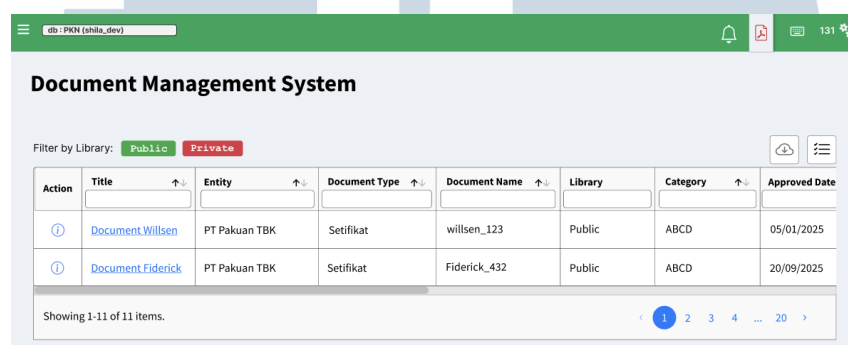 db : PKN (shila_dev)
131
Document Management System
Filter by Library: Public Private
Action Title Entity Document Type Document Name Library Category Approved Date
Document Willsen PT Pakuan TBK Setifikat willsen_123 Public ABCD 05/01/2025
Document Fiderick PT Pakuan TBK Setifikat Fiderick_432 Public ABCD 20/09/2025
Showing 1-11 of 11 items. < 1 2 3 4 ... 20 >